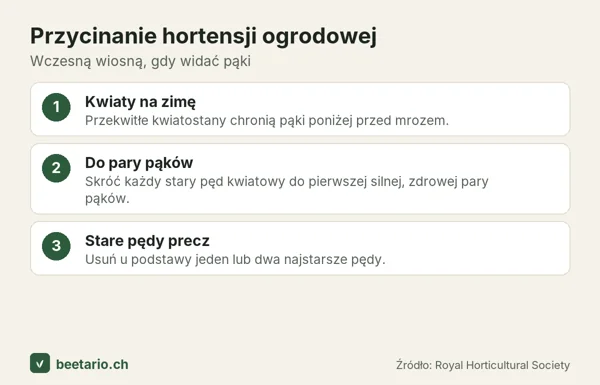 Przycinanie hortensji ogrodowej
Wczesną wiosną, gdy widać pąki
1
Kwiaty na zimę
Przekwitłe kwiatostany chronią pąki poniżej przed mrozem.
2
Do pary pąków
Skróć każdy stary pęd kwiatowy do pierwszej silnej, zdrowej pary
pąków.
3
Stare pędy precz
Usuń u podstawy jeden lub dwa najstarsze pędy.
beetario.ch
Źródło: Royal Horticultural Society